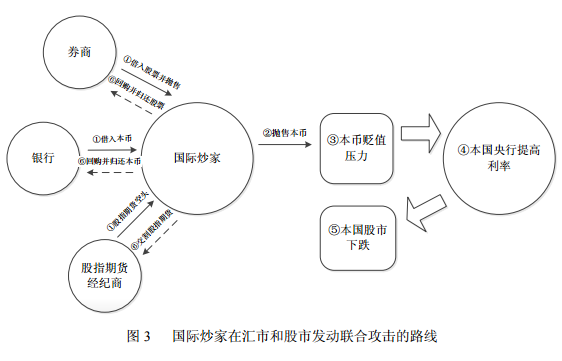 券商
①借入股票并抛售
⑥回购并归还股票
银行
①借入本币
⑥回购并归还本币
国际炒家
②抛售本币
③本币贬值
压力
④本国央行提高
利率
⑤本国股市
下跌
①股指期货空头
⑥交割股指期货
股指期货
经纪商
图 3 国际炒家在汇市和股市发动联合攻击的路线